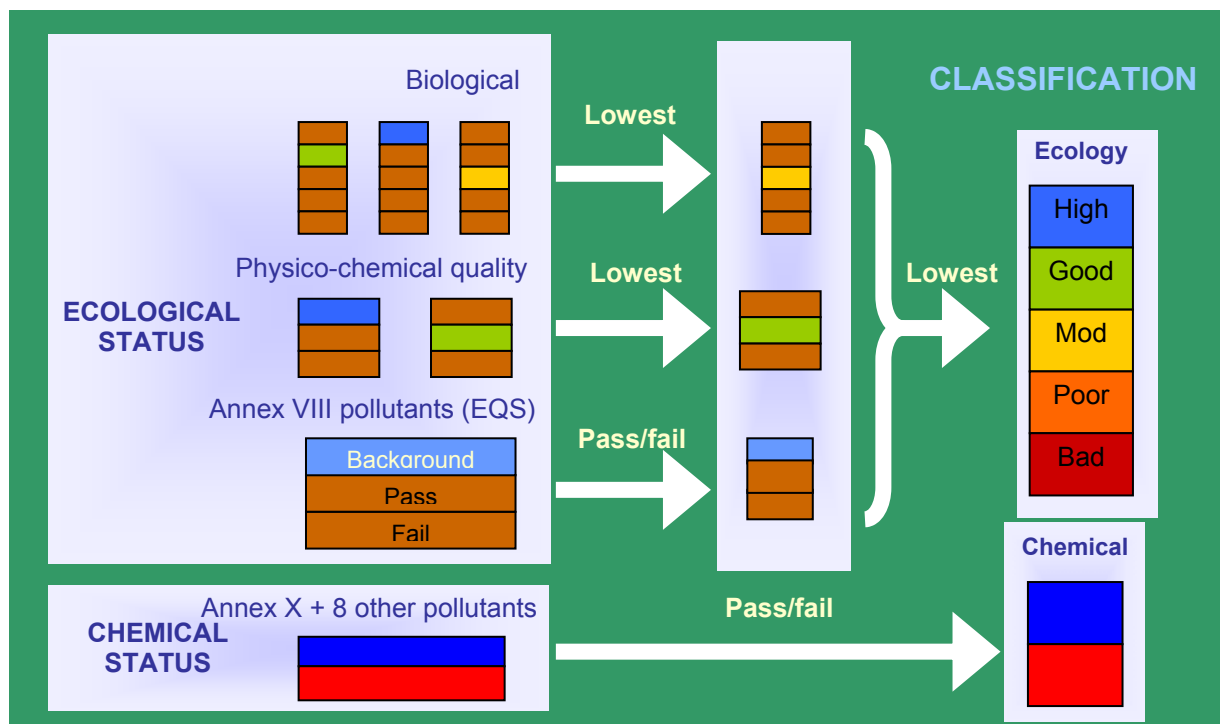 CLASSIFICATION
Biological
Lowest
Ecology
High
Good
Mod
Poor
Bad
Physico-chemical quality
Lowest
Lowest
ECOLOGICAL
STATUS
Annex VIII pollutants (EQS)
Background
Pass
Fail
Pass/fail
Chemical
Annex X + 8 other pollutants
Pass/fail
CHEMICAL
STATUS